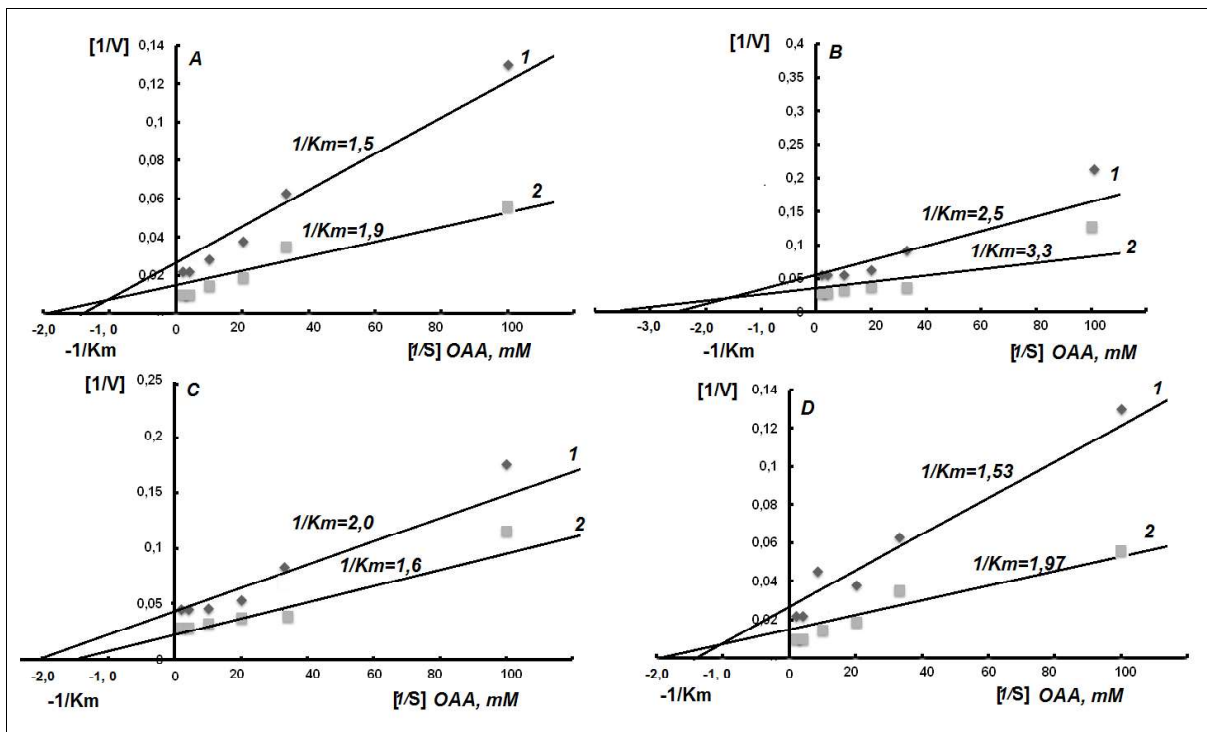 [1/V]
A
0,14
0,12
0,1
0,08
0,06
0,04
0,02
0
1
1/Km=1,5
2
1/Km=1,9
-2,0 -1, 0 0 20 40 60 80 100
-1/Km
[1/S] OAA, mM
[1/V]
B
0,4
0,35
0,3
0,25
0,2
0,15
0,1
0,05
0
1
1/Km=2,5
1/Km=3,3
2
-3,0 -2,0 -1, 0 0 20 40 60 80 100
-1/Km
[1/S] OAA, mM
[1/V]
C
0,25
0,2
0,15
0,1
0,05
1
1/Km=2,0
2
1/Km=1,6
-2,0 -1, 0 0 20 40 60 80 100
-1/Km
[1/S] OAA, mM
[1/V]
D
0,14
0,12
0,1
0,08
0,06
0,04
0,02
0
1
1/Km=1,53
2
1/Km=1,97
-2,0 -1, 0 0 20 40 60 80 100
-1/Km
[1/S] OAA, mM